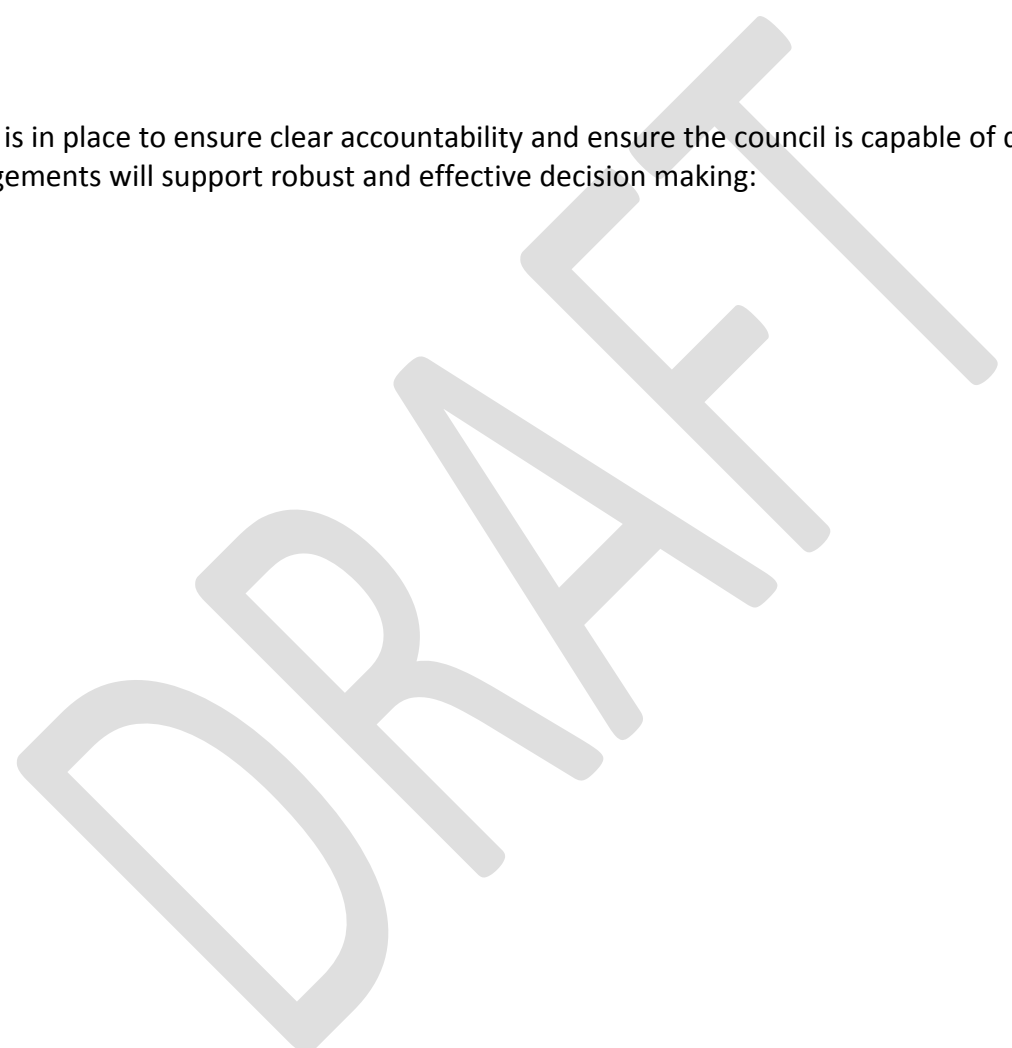 is in place to ensure clear accountability and ensure the council is capable of
gements will support robust and effective decision making:
DRAFT